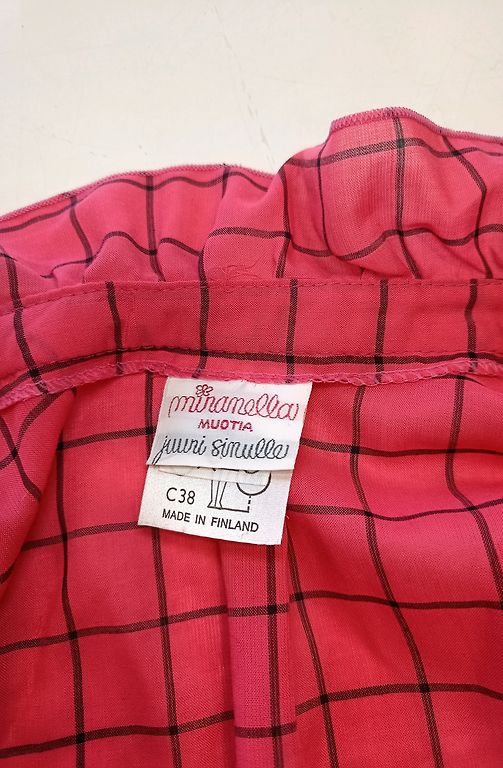 miranella
MUOTIA
juuri sinulle
C38
MADE IN FINLAND